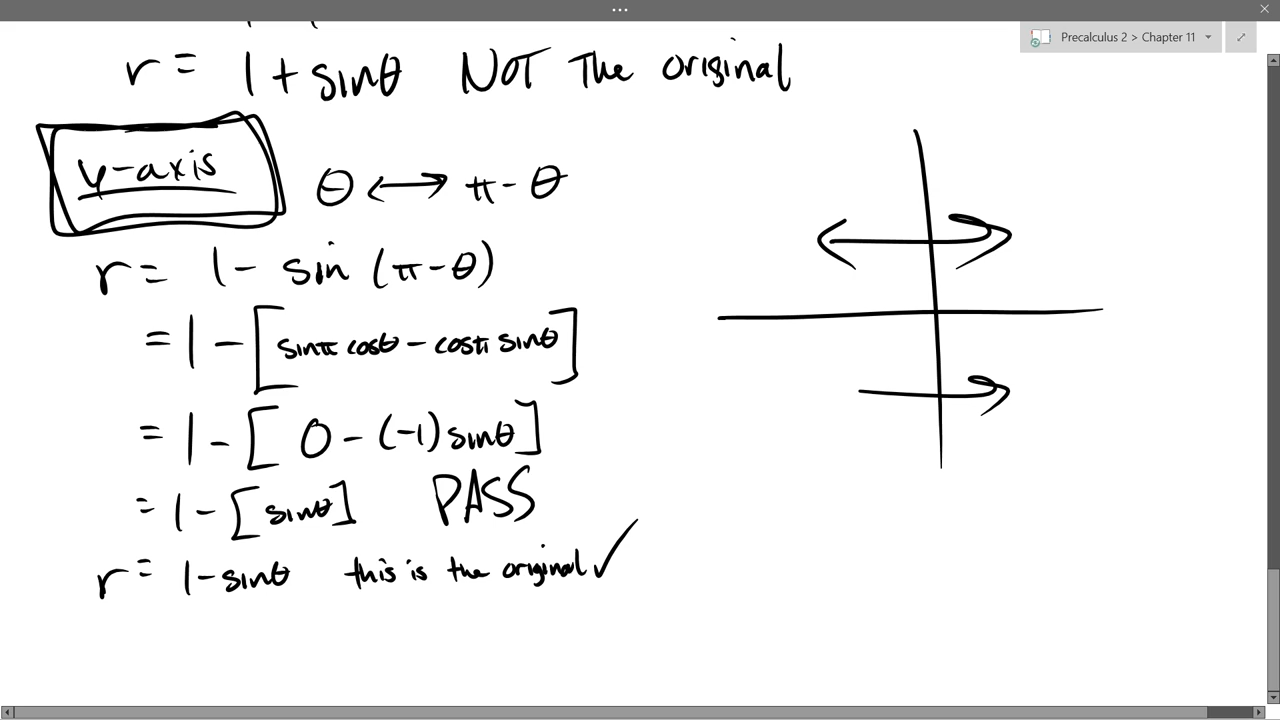 Precalculus 2 > Chapter 11
r = 1 + sinθ NOT The original
y-axis θ ↔ π - θ
r = 1 - sin (π - θ)
= 1 - [sinπ cosθ - cosπ sinθ]
= 1 - [0 - (-1) sinθ]
= 1 - [sinθ] PASS
r = 1 - sinθ this is the original ✓